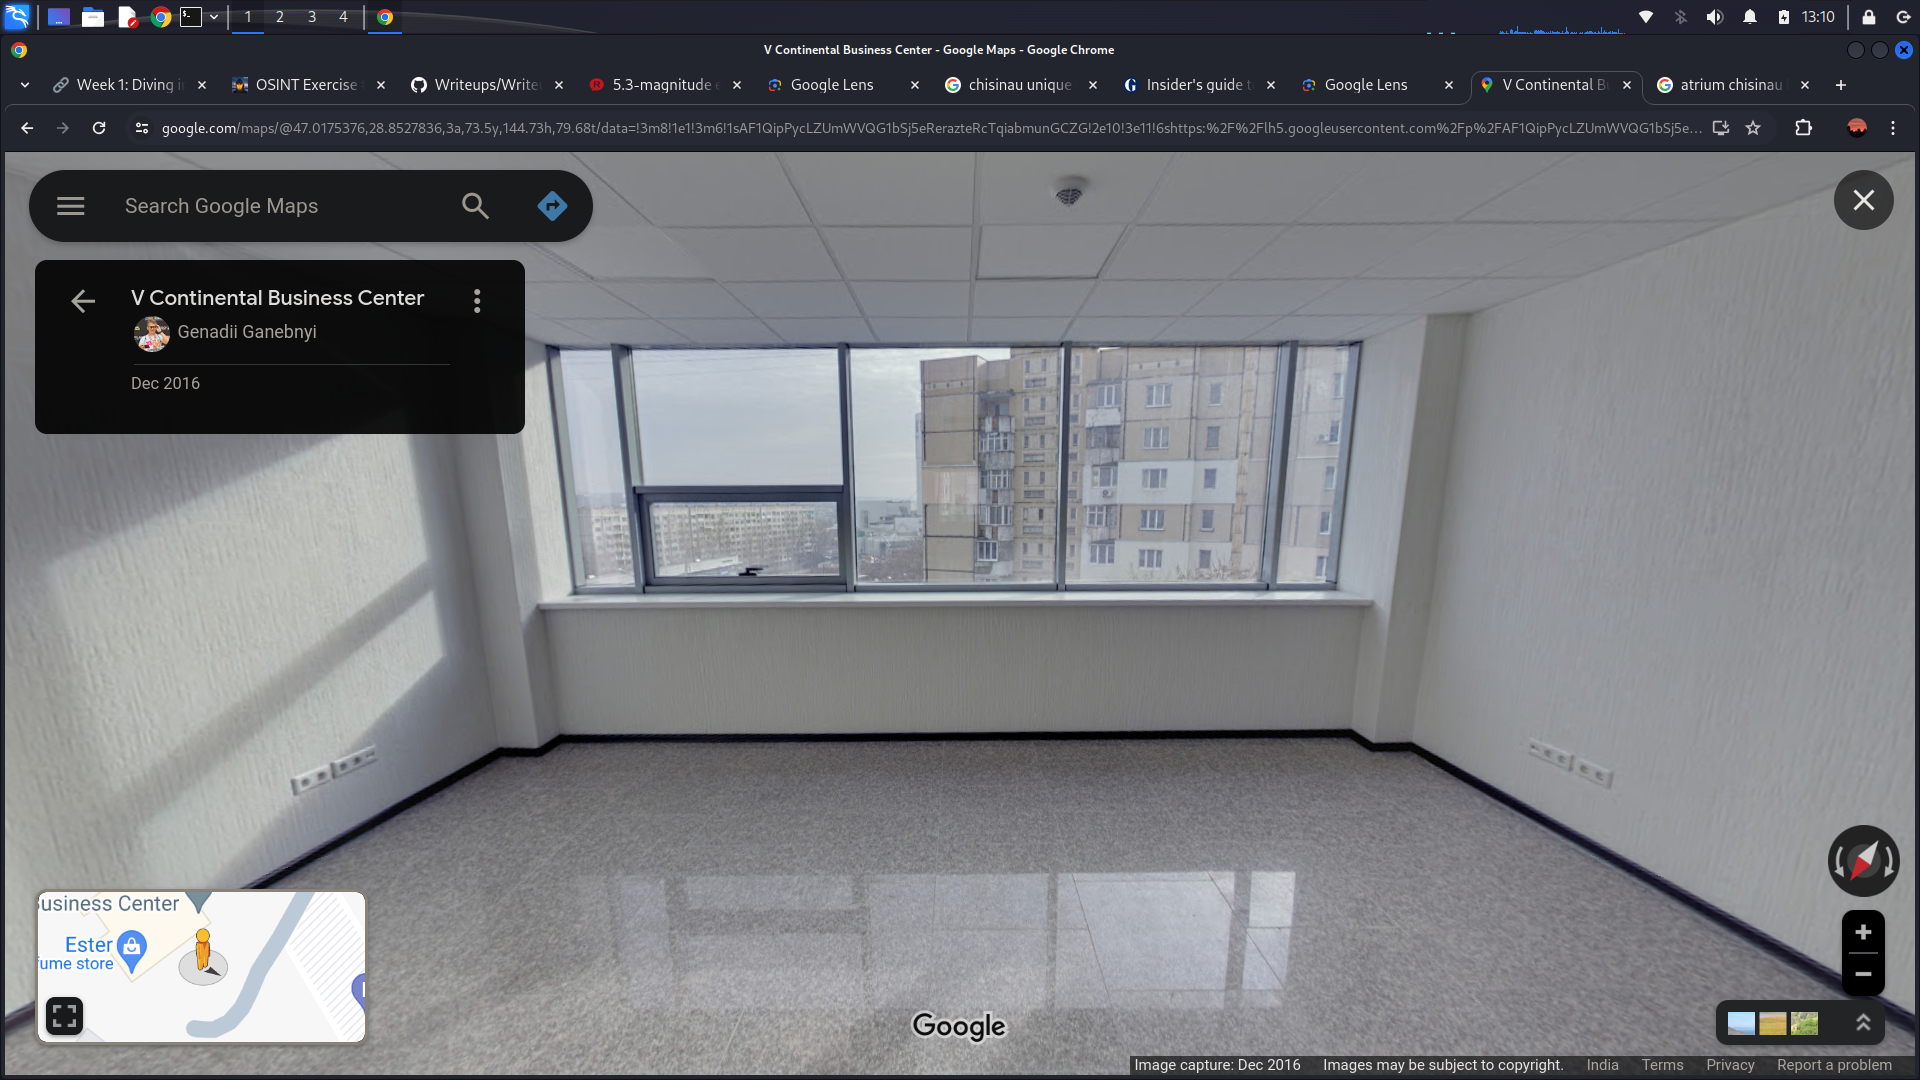 1 2 3 4
13:10
V Continental Business Center - Google Maps - Google Chrome
Week 1: Diving i
OSINT Exercise
Writeups/Write
5.3-magnitude
Google Lens
chisinau unique
Insider's guide t
Google Lens
V Continental B
atrium chisinau
google.com/maps/@47.0175376,28.8527836,3a,73.5y,144.73h,79.68t/data=!3m8!1e1!3m6!1sAF1QipPycLZUmWVQG1bSj5eRerazteRcTqiabmunGCZG!2e10!3e11!6shttps:%2F%2Flh5.googleusercontent.com%2Fp%2FAF1QipPycLZUmWVQG1bSj5e...
Search Google Maps
V Continental Business Center
Genadii Ganebnyi
Dec 2016
usiness Center
Ester
fume store
Google
Image capture: Dec 2016 Images may be subject to copyright. India Terms Privacy Report a problem